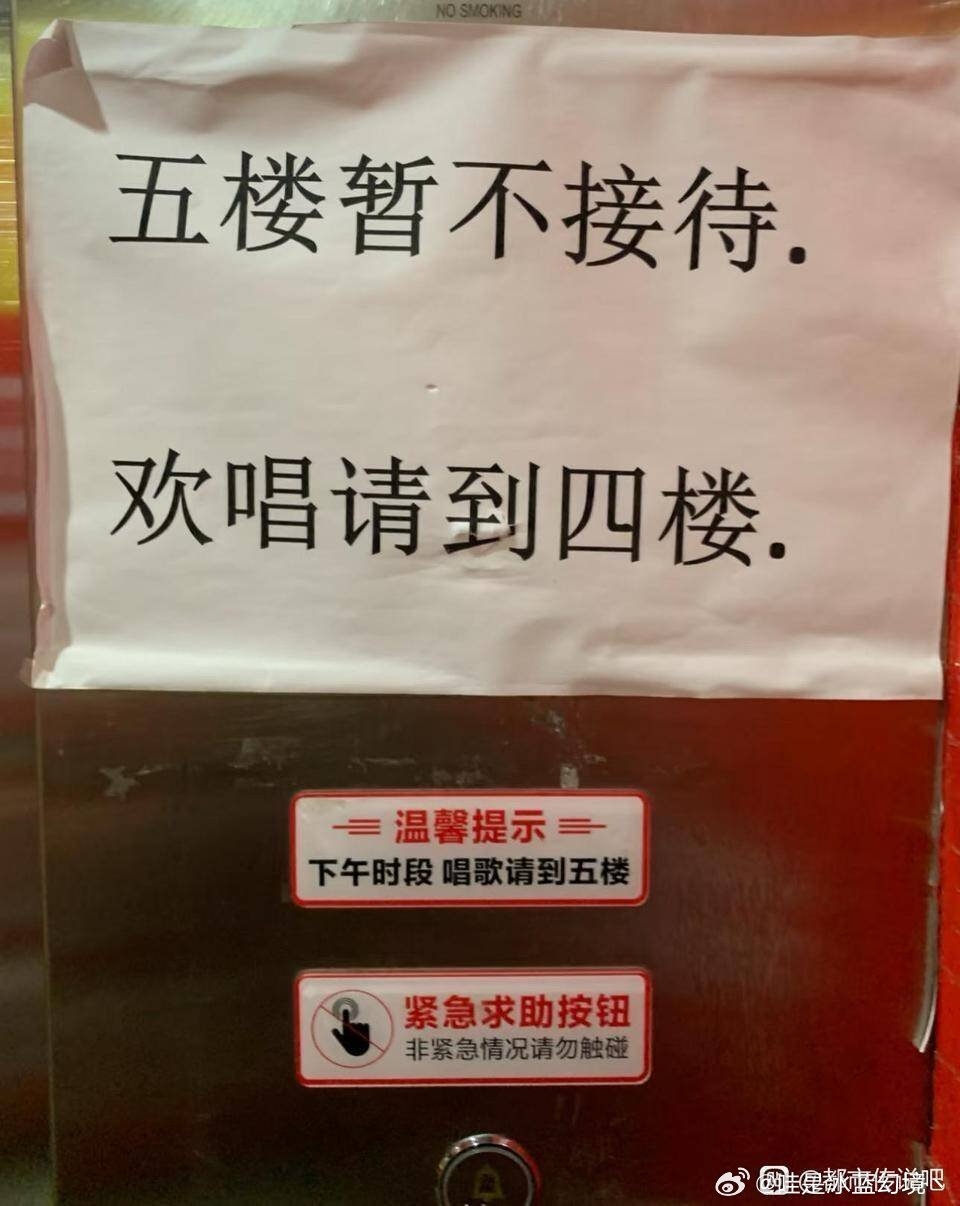 NO SMOKING
五楼暂不接待.
欢唱请到四楼.
温馨提示
下午时段 唱歌请到五楼
紧急求助按钮
非紧急情况请勿触碰